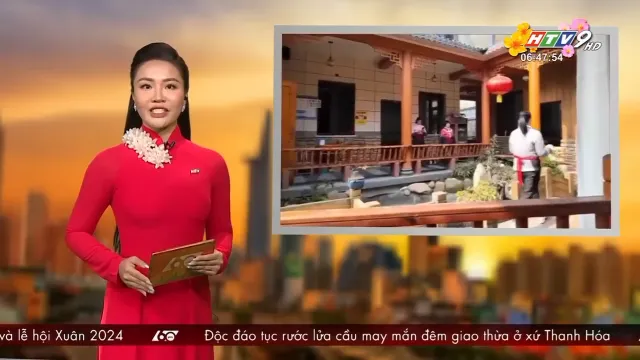 HTV9 HD
06:47:54
và lễ hội Xuân 2024 60 Độc đáo tục rước lửa cầu may mắn đêm giao thừa ở xứ Thanh Hóa